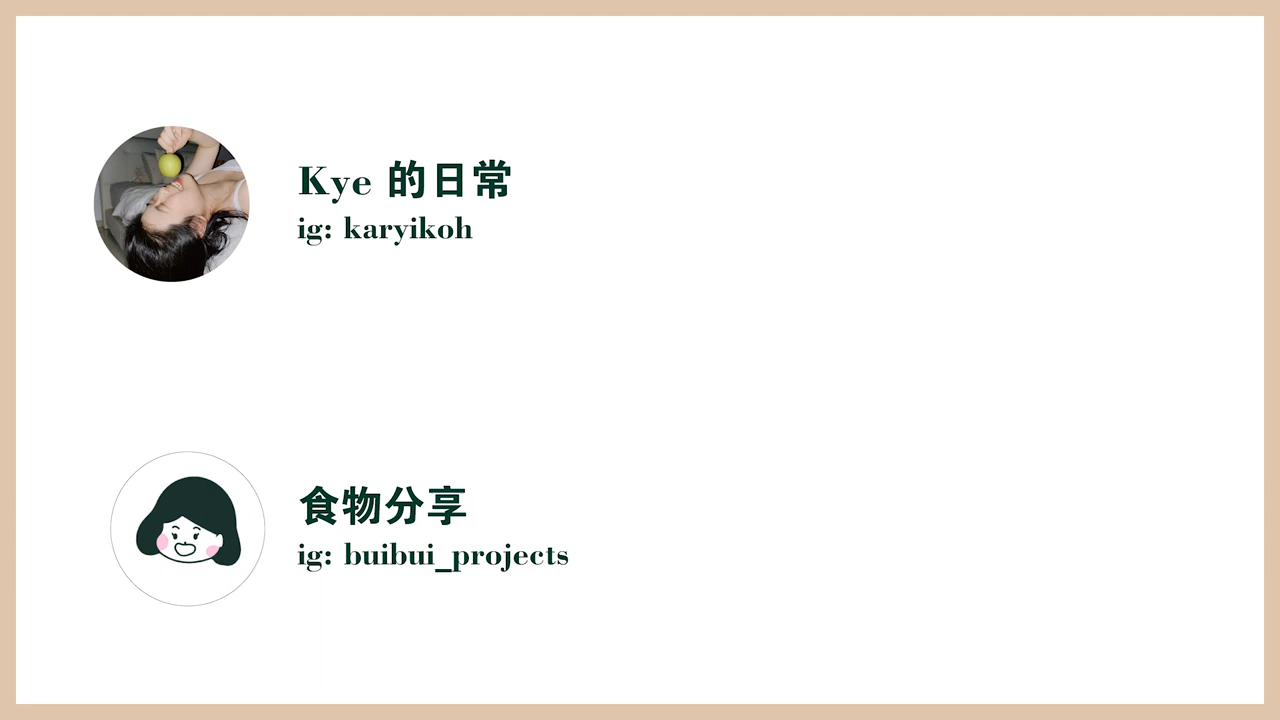 Kye 的日常
ig: karyikoh
食物分享
ig: buibui_projects